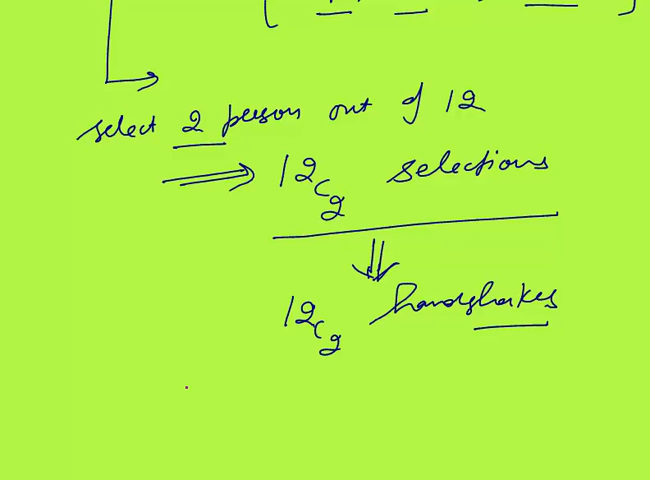 select 2 person out of 12
⟹ 12c2 selections
⇓
12c2 handshakes